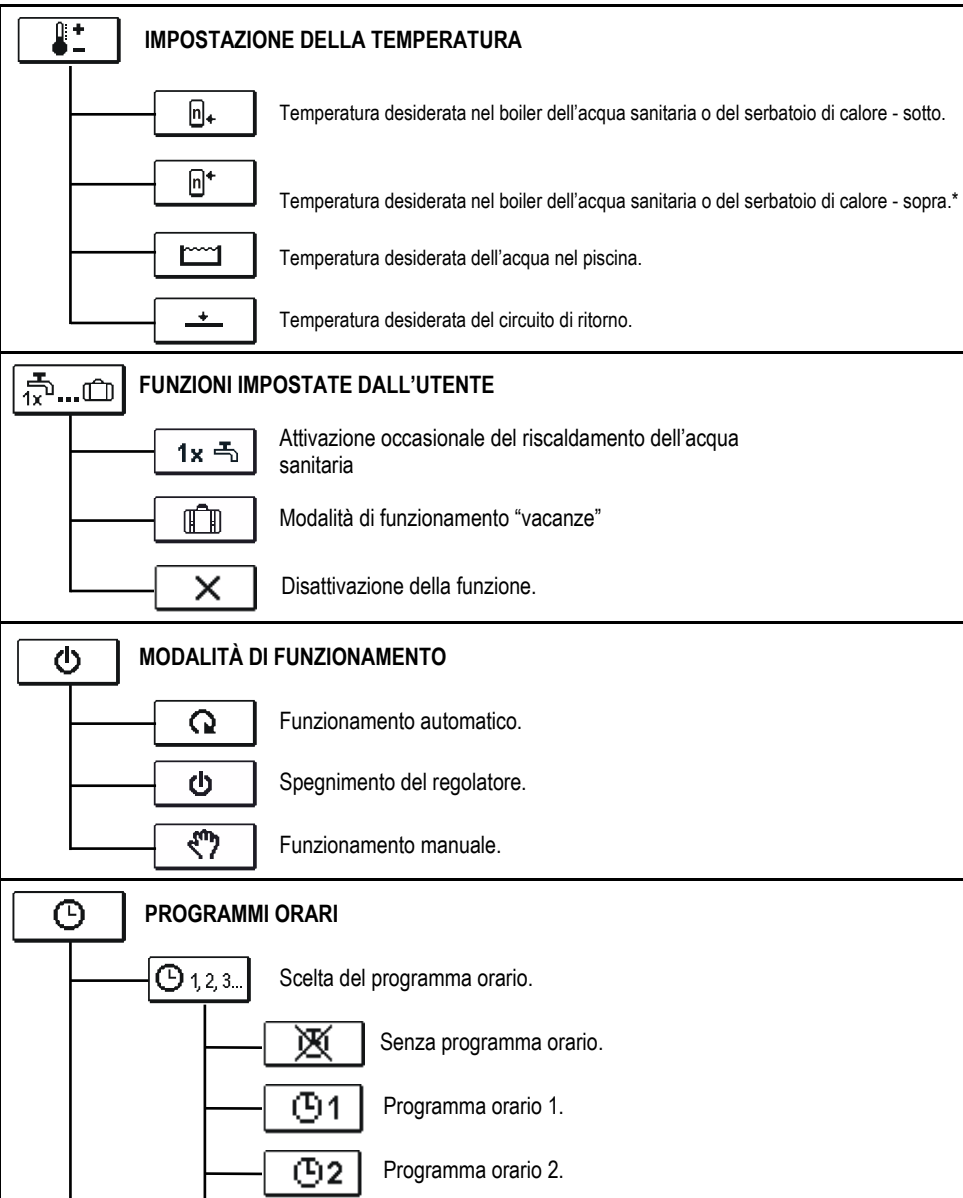 IMPOSTAZIONE DELLA TEMPERATURA
n Temperatura desiderata nel boiler dell'acqua sanitaria o del serbatoio di calore - sotto.
n Temperatura desiderata nel boiler dell'acqua sanitaria o del serbatoio di calore - sopra.*
Temperatura desiderata dell'acqua nel piscina.
Temperatura desiderata del circuito di ritorno.
1x ... FUNZIONI IMPOSTATE DALL'UTENTE
1x Attivazione occasionale del riscaldamento dell'acqua
sanitaria
Modalità di funzionamento “vacanze”
Disattivazione della funzione.
MODALITÀ DI FUNZIONAMENTO
Funzionamento automatico.
Spegnimento del regolatore.
Funzionamento manuale.
PROGRAMMI ORARI
1, 2, 3... Scelta del programma orario.
Senza programma orario.
1 Programma orario 1.
2 Programma orario 2.